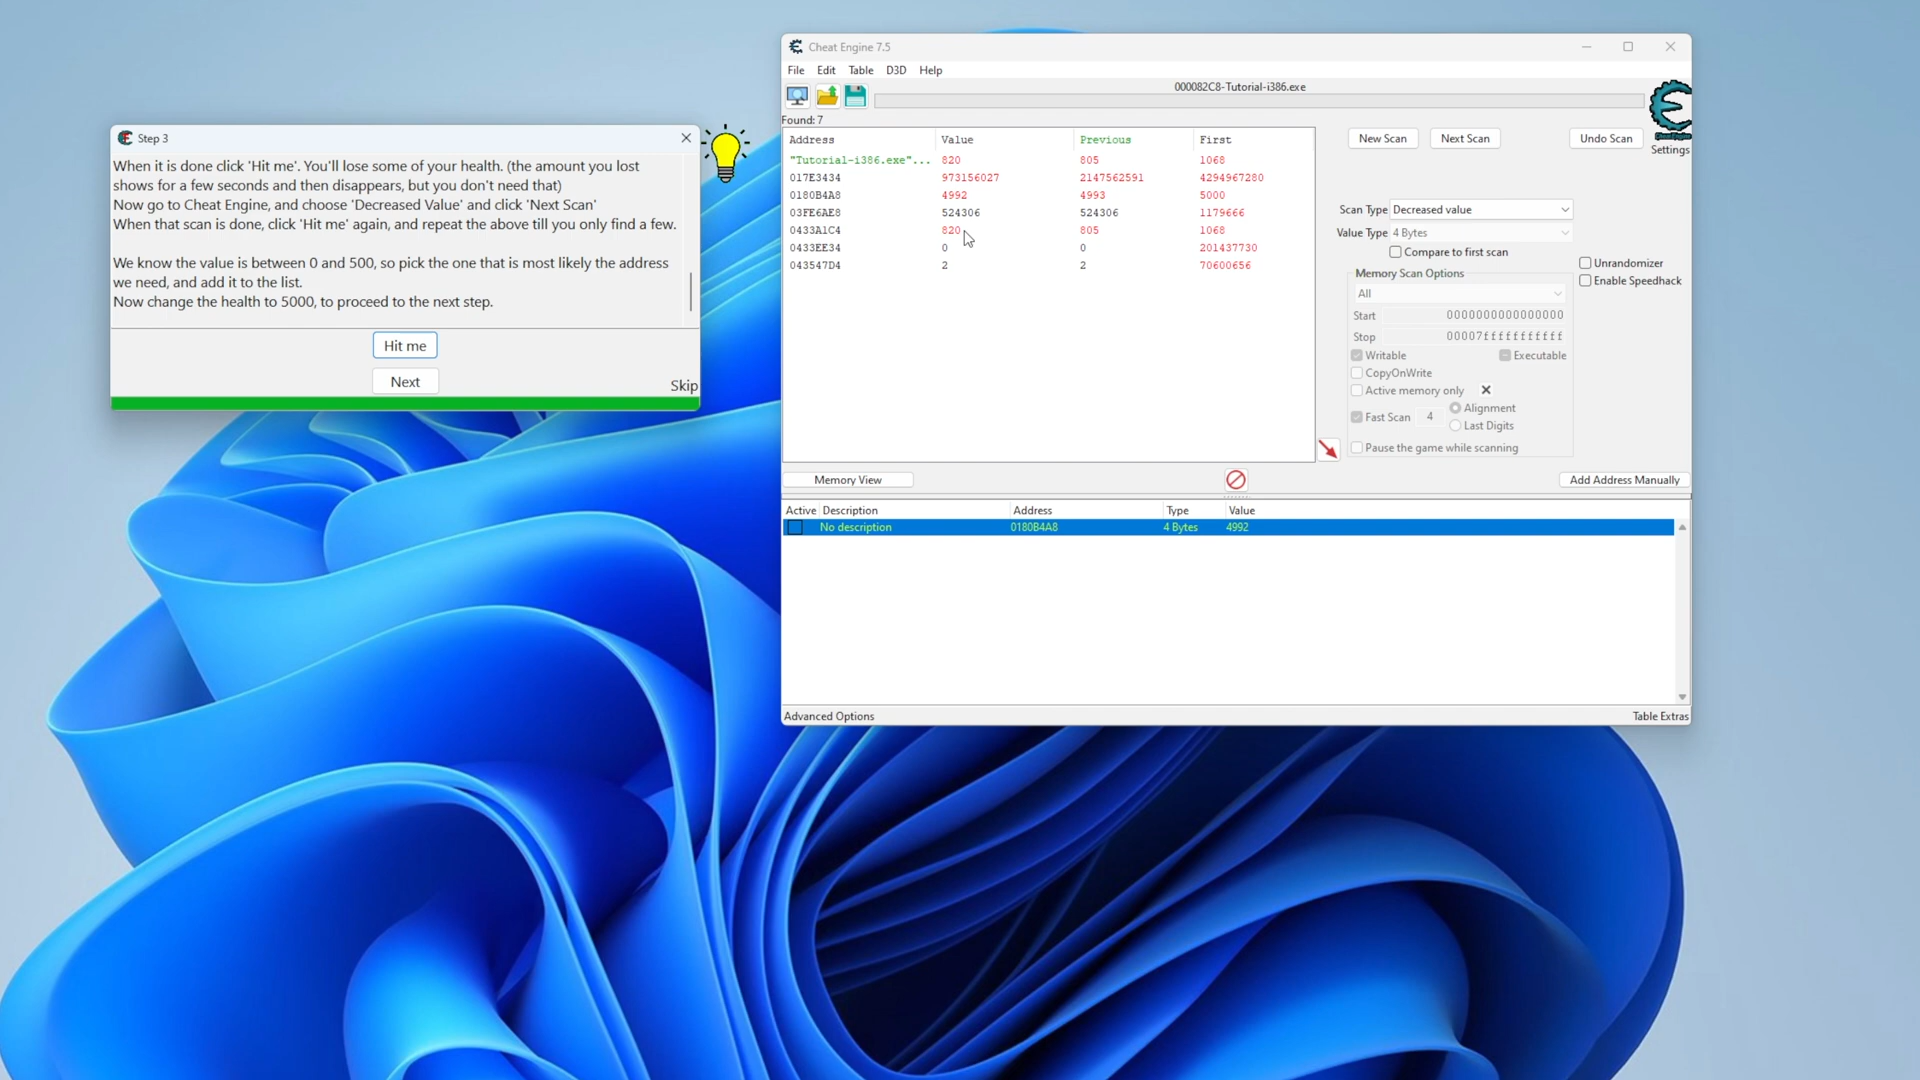 Step 3
When it is done click 'Hit me'. You'll lose some of your health. (the amount you lost
shows for a few seconds and then disappears, but you don't need that)
Now go to Cheat Engine, and choose 'Decreased Value' and click 'Next Scan'
When that scan is done, click 'Hit me' again, and repeat the above till you only find a few.
We know the value is between 0 and 500, so pick the one that is most likely the address
we need, and add it to the list.
Now change the health to 5000, to proceed to the next step.
Hit me
Next
Skip
Cheat Engine 7.5
File Edit Table D3D Help
000082C8-Tutorial-i386.exe
Found: 7
Address Value Previous First
"Tutorial-i386.exe"... 820 805 1068
017E3434 973156027 2147562591 4294967280
0180B4A8 4992 4993 5000
03FE6AE8 524306 524306 1179666
0433A1C4 820 805 1068
0433EE34 0 0 201437730
043547D4 2 2 70600656
New Scan Next Scan Undo Scan
Settings
Scan Type Decreased value
Value Type 4 Bytes
Compare to first scan
Memory Scan Options
All
Start 0000000000000000
Stop 00007fffffffffff
Writable Executable
CopyOnWrite
Active memory only
Fast Scan 4 Alignment
Last Digits
Pause the game while scanning
Unrandomizer
Enable Speedhack
Memory View Add Address Manually
Active Description Address Type Value
No description 0180B4A8 4 Bytes 4992
Advanced Options Table Extras